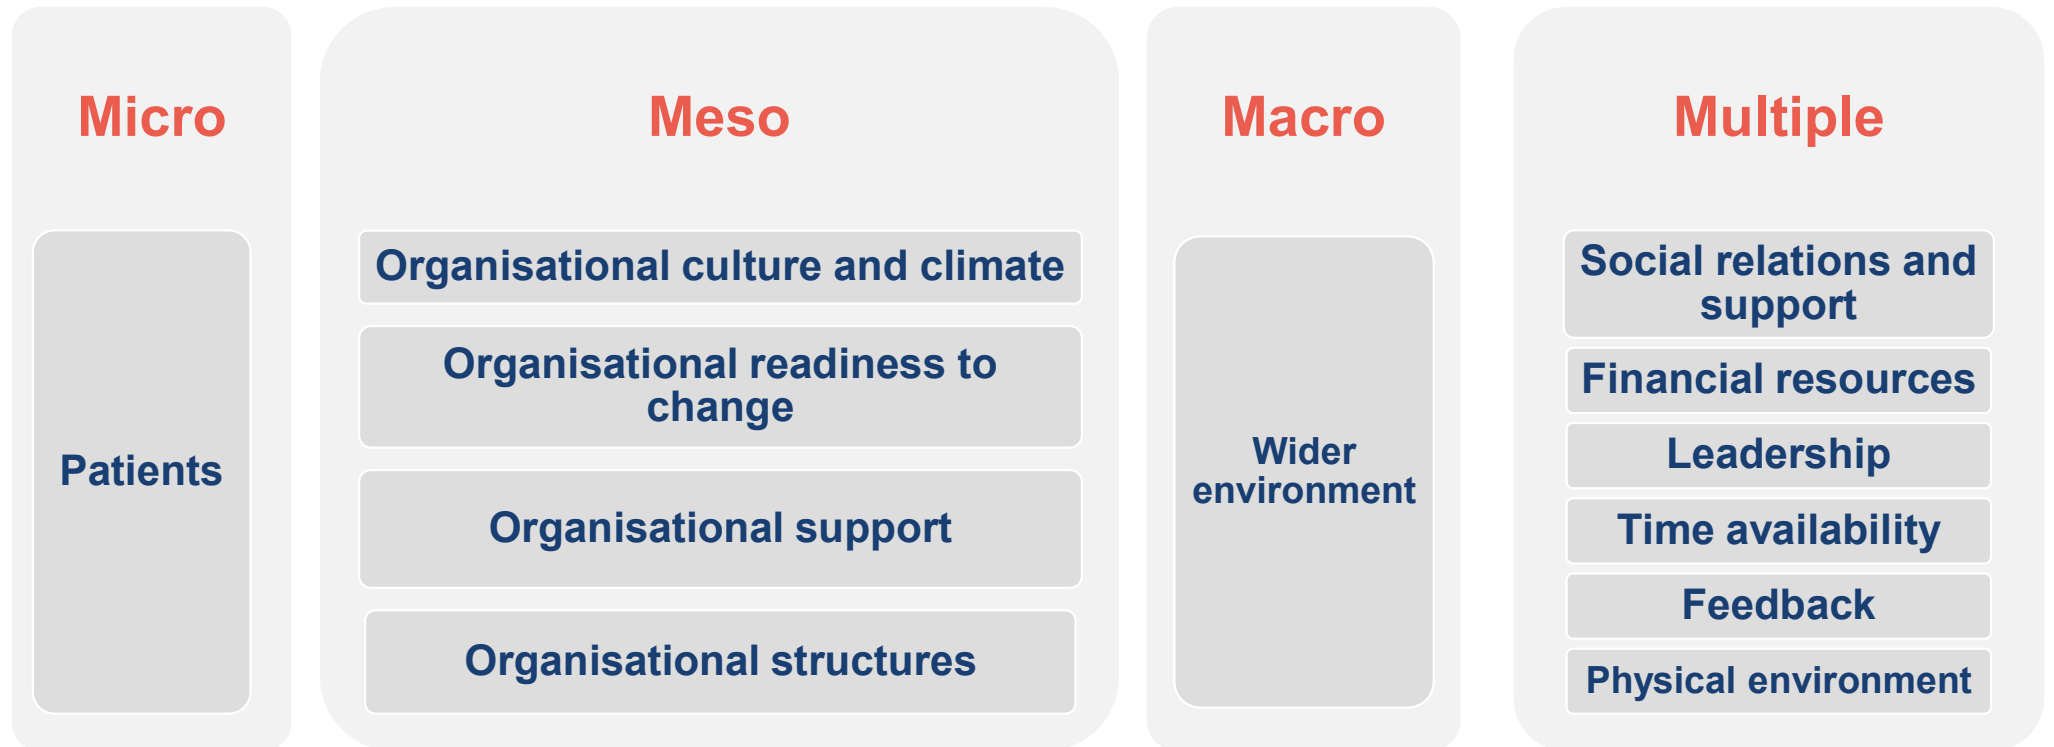 Micro
Patients
Meso
Organisational culture and climate
Organisational readiness to
change
Organisational support
Organisational structures
Macro
Wider
environment
Multiple
Social relations and
support
Financial resources
Leadership
Time availability
Feedback
Physical environment